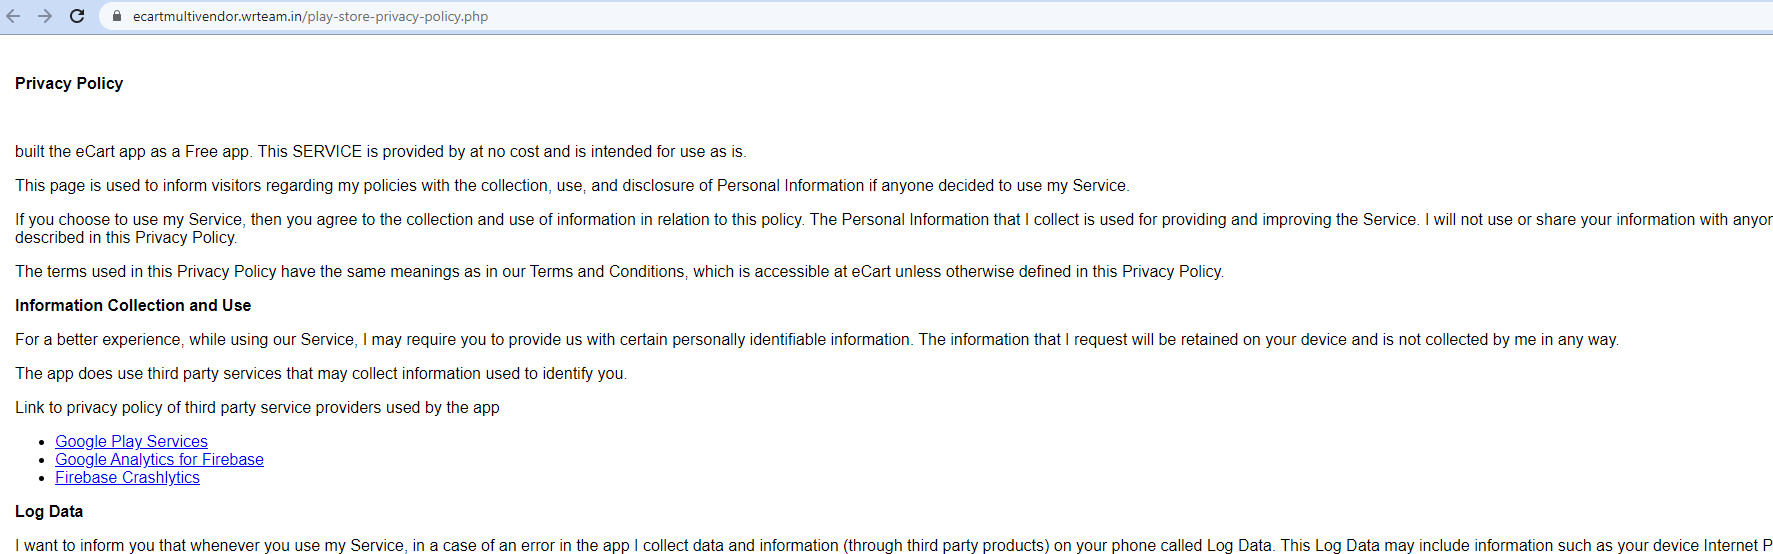 ecartmultivendor.wrteam.in/play-store-privacy-policy.php
Privacy Policy
built the eCart app as a Free app. This SERVICE is provided by at no cost and is intended for use as is.
This page is used to inform visitors regarding my policies with the collection, use, and disclosure of Personal Information if anyone decided to use my Service.
If you choose to use my Service, then you agree to the collection and use of information in relation to this policy. The Personal Information that I collect is used for providing and improving the Service. I will not use or share your information with anyor
described in this Privacy Policy.
The terms used in this Privacy Policy have the same meanings as in our Terms and Conditions, which is accessible at eCart unless otherwise defined in this Privacy Policy.
Information Collection and Use
For a better experience, while using our Service, I may require you to provide us with certain personally identifiable information. The information that I request will be retained on your device and is not collected by me in any way.
The app does use third party services that may collect information used to identify you.
Link to privacy policy of third party service providers used by the app
• Google Play Services
• Google Analytics for Firebase
• Firebase Crashlytics
Log Data
I want to inform you that whenever you use my Service, in a case of an error in the app I collect data and information (through third party products) on your phone called Log Data. This Log Data may include information such as your device Internet P